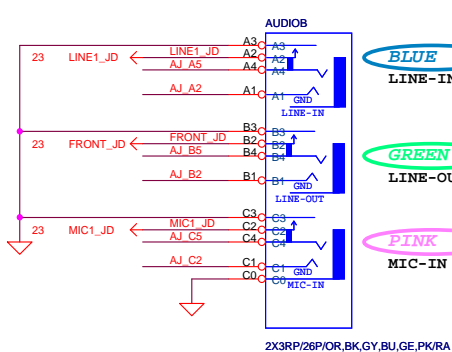 AUDIOB
A3 A3
23 LINE1_JD LINE1_JD A2 A2 BLUE
AJ_A5 A4 A4 LINE-IN
AJ_A2 A1 A1
GND
LINE-IN
B3 B3
23 FRONT_JD FRONT_JD B2 B2 GREEN
AJ_B5 B4 B4
AJ_B2 B1 B1 LINE-OU
GND
LINE-OUT
C3 C3
23 MIC1_JD MIC1_JD C2 C2 PINK
AJ_C5 C4 C4
AJ_C2 C1 C1 MIC-IN
GND
C0 C0
MIC-IN
2X3RP/26P/OR,BK,GY,BU,GE,PK/RA